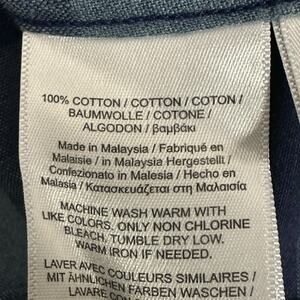 100% COTTON / COTTON / COTON /
BAUMWOLLE / COTONE /
ALGODON / βαμβάκι
Made in Malaysia / Fabriqué en
Malaisie / in Malaysia Hergestellt /
Confezionato in Malesia / Hecho en
Malasia / Κατασκευάζεται στη Μαλαισία
MACHINE WASH WARM WITH
LIKE COLORS. ONLY NON CHLORINE
BLEACH. TUMBLE DRY LOW.
WARM IRON IF NEEDED.
LAVER AVEC COULEURS SIMILAIRES /
MIT ÄHNLICHEN FARBEN WASCHEN /
LAVARE CON